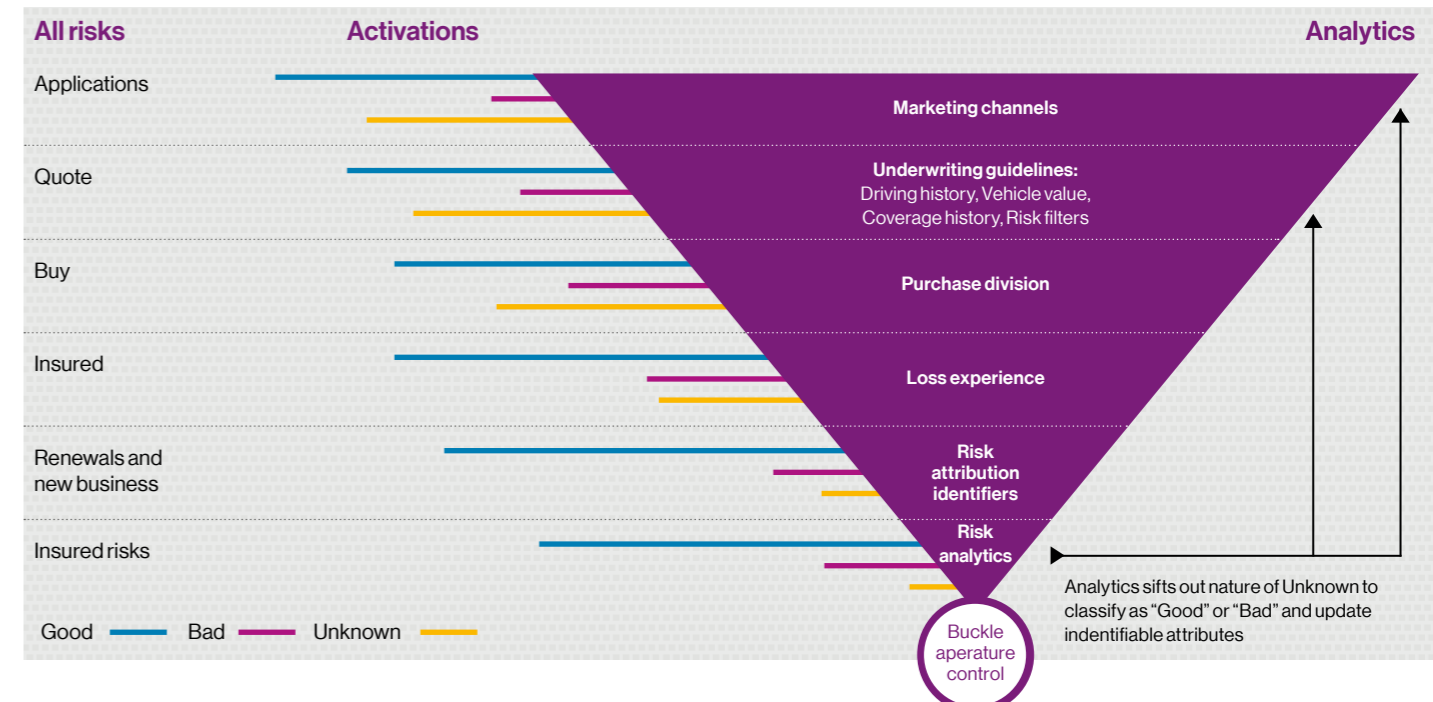 All risks
Activations
Analytics
Applications
Marketing channels
Quote
Underwriting guidelines:
Driving history, Vehicle value,
Coverage history, Risk filters
Buy
Purchase division
Insured
Loss experience
Renewals and
new business
Risk
attribution
identifiers
Insured risks
Risk
analytics
Analytics sifts out nature of Unknown to
classify as “Good” or “Bad” and update
indentifiable attributes
Good
Bad
Unknown
Buckle
aperature
control